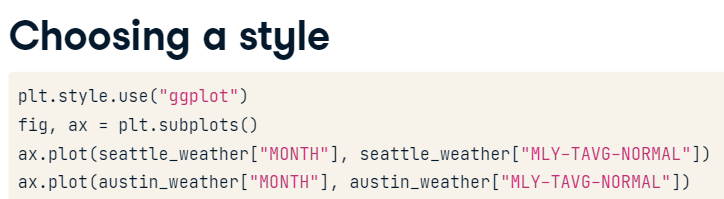 Choosing a style
plt.style.use("ggplot")
fig, ax = plt.subplots()
ax.plot(seattle_weather["MONTH"], seattle_weather["MLY-TAVG-NORMAL"])
ax.plot(austin_weather["MONTH"], austin_weather["MLY-TAVG-NORMAL"])